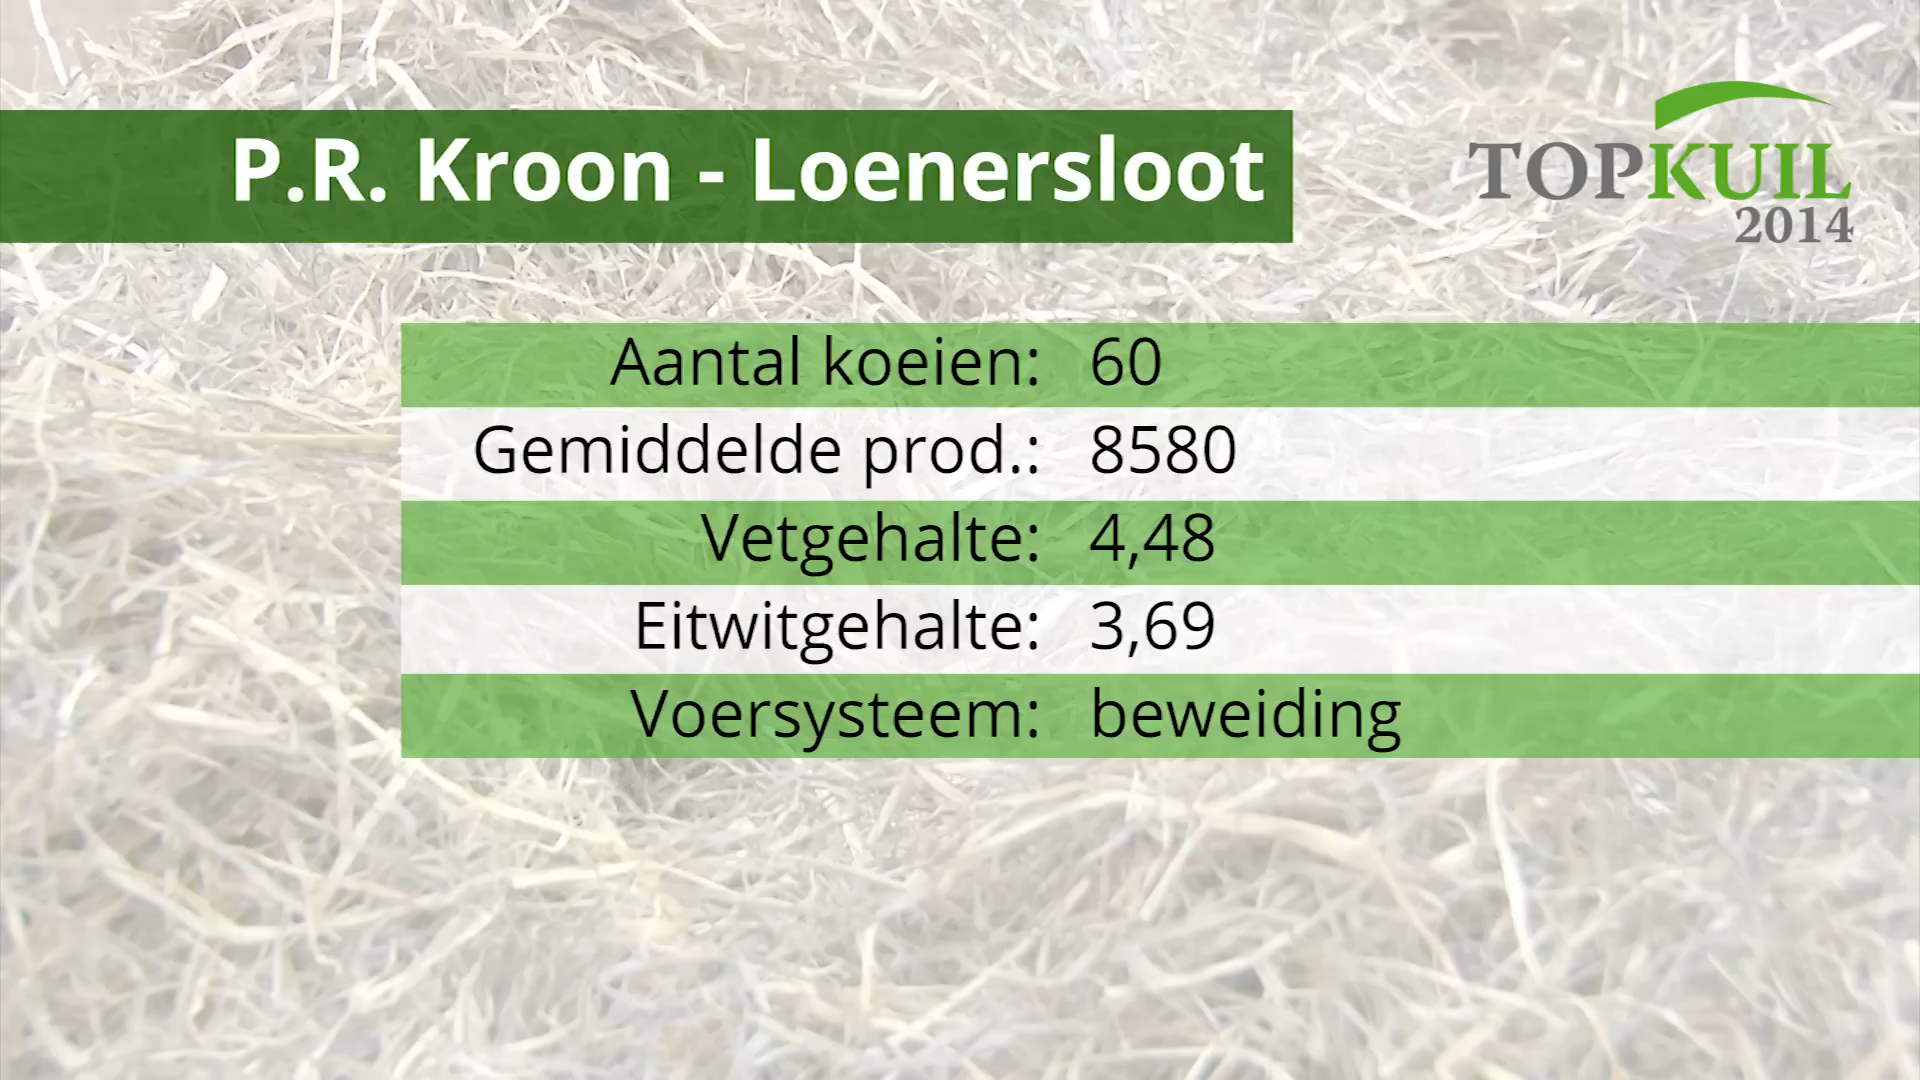 P.R. Kroon - Loenersloot
TOPKUIL
2014
Aantal koeien: 60
Gemiddelde prod.: 8580
Vetgehalte: 4,48
Eitwitgehalte: 3,69
Voersysteem: beweiding